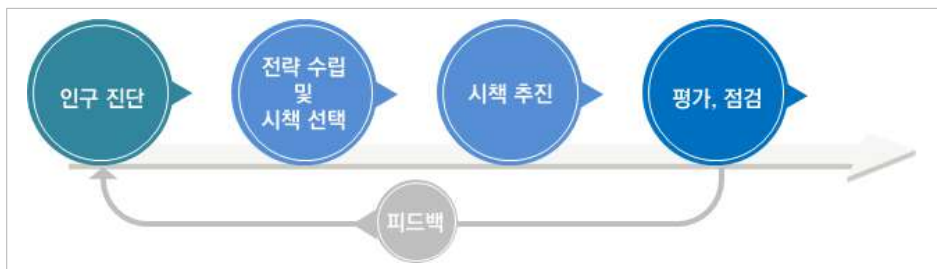 인구 진단
전략 수립
및
시책 선택
시책 추진
평가, 점검
피드백